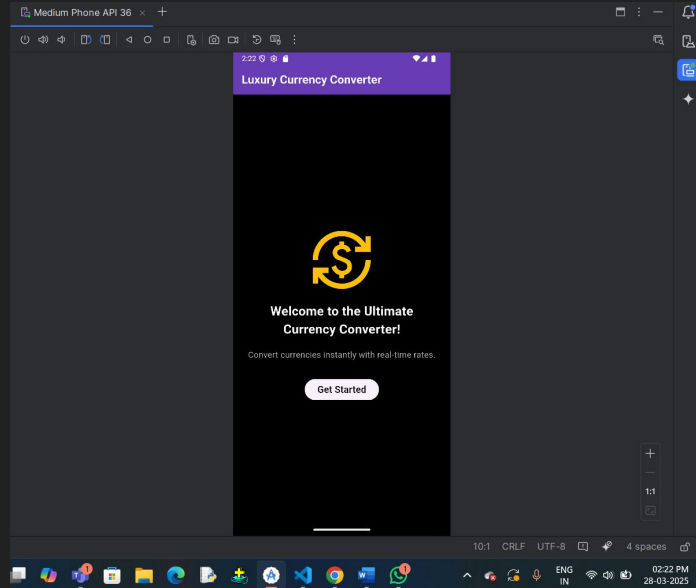 Medium Phone API 36
2:22
Luxury Currency Converter
$
Welcome to the Ultimate
Currency Converter!
Convert currencies instantly with real-time rates.
Get Started
1:1
10:1 CRLF UTF-8 4 spaces
1
1
ENG
IN
02:22 PM
28-03-2025